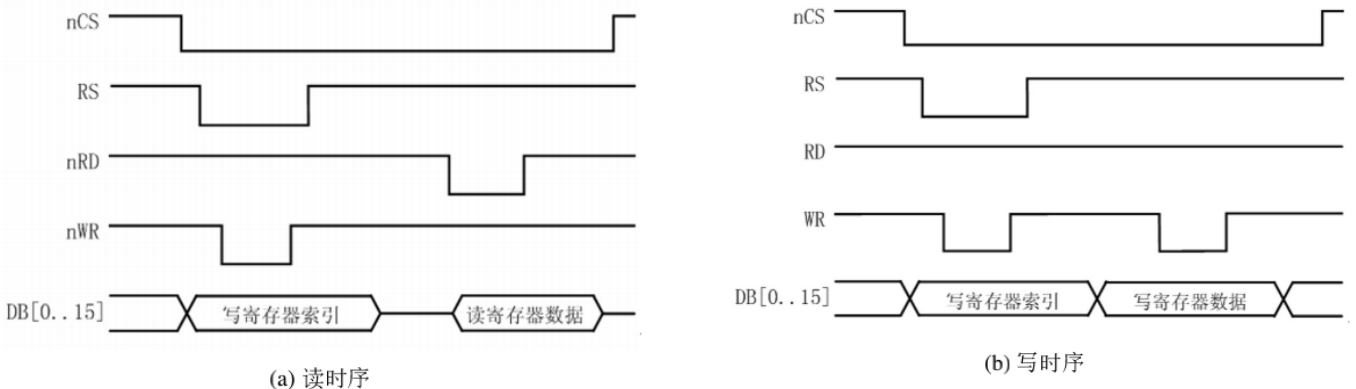 nCS
RS
nRD
nWR
DB[0..15]
写寄存器索引
读寄存器数据
(a) 读时序
nCS
RS
RD
WR
DB[0..15]
写寄存器索引
写寄存器数据
(b) 写时序